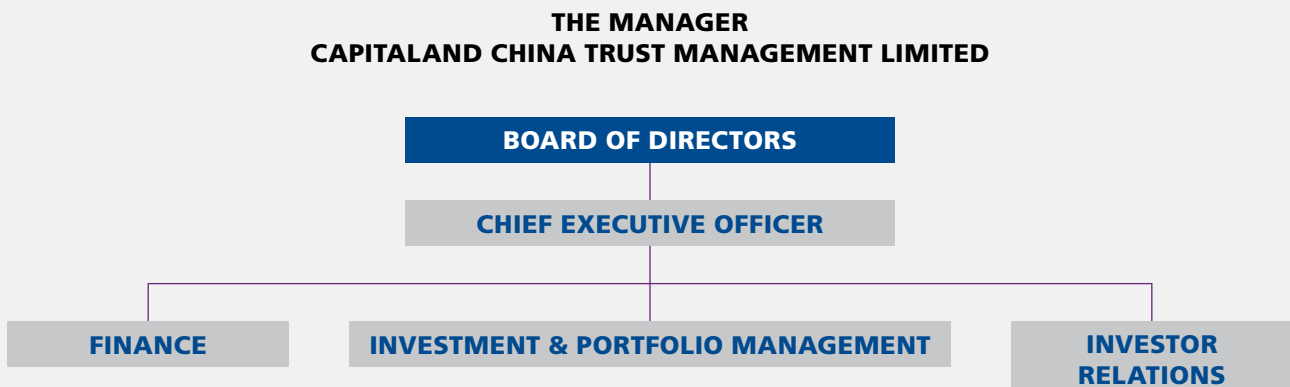 THE MANAGER
CAPITALAND CHINA TRUST MANAGEMENT LIMITED
BOARD OF DIRECTORS
CHIEF EXECUTIVE OFFICER
FINANCE
INVESTMENT & PORTFOLIO MANAGEMENT
INVESTOR
RELATIONS